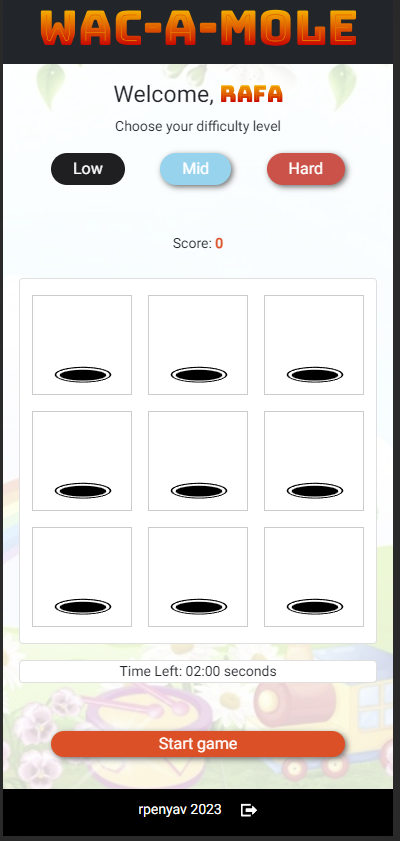 WAC-A-MOLE
Welcome, RAFA
Choose your difficulty level
Low Mid Hard
Score: 0
Time Left: 02:00 seconds
Start game
rpenyav 2023